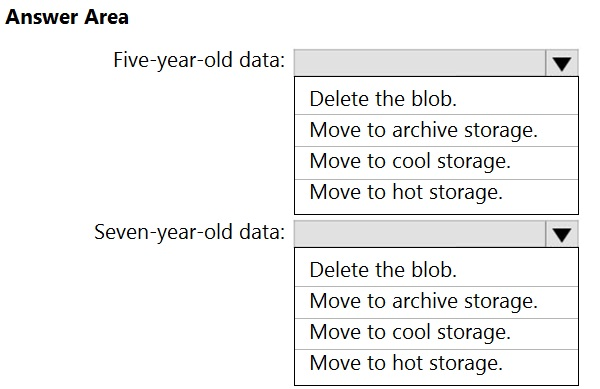 Answer Area
Five-year-old data:
Delete the blob.
Move to archive storage.
Move to cool storage.
Move to hot storage.
Seven-year-old data:
Delete the blob.
Move to archive storage.
Move to cool storage.
Move to hot storage.